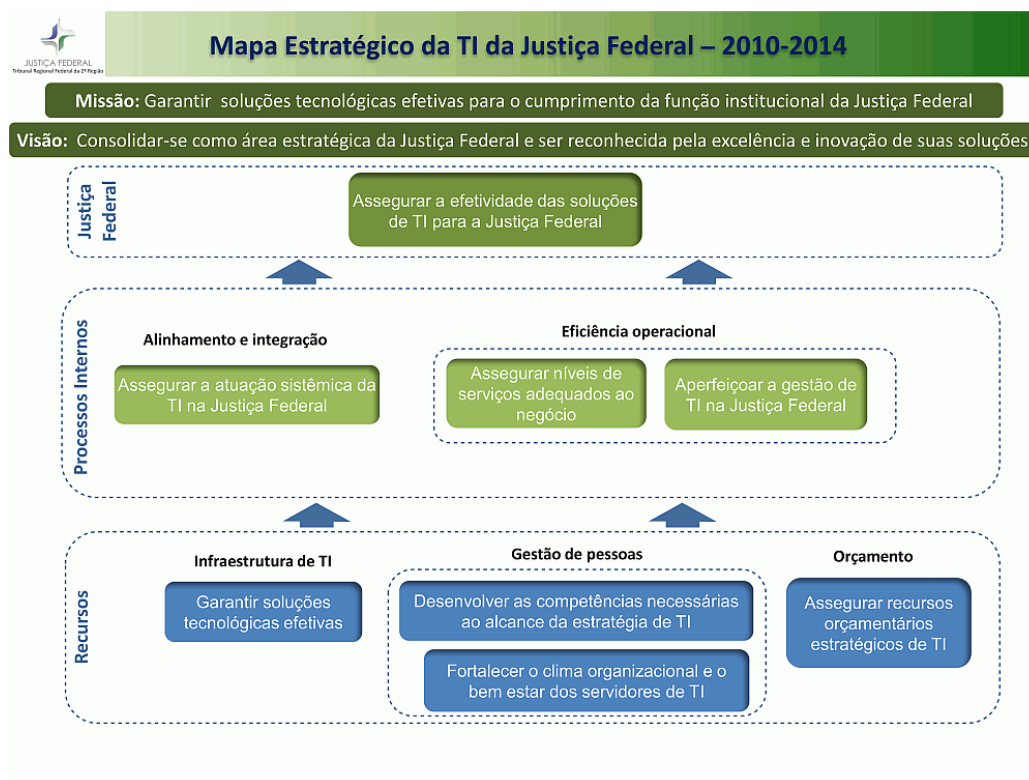 JUSTIÇA FEDERAL
Tribunal Regional Federal da 2ª Região
Mapa Estratégico da TI da Justiça Federal – 2010-2014
Missão: Garantir soluções tecnológicas efetivas para o cumprimento da função institucional da Justiça Federal
Visão: Consolidar-se como área estratégica da Justiça Federal e ser reconhecida pela excelência e inovação de suas soluções
Justiça
Federal
Assegurar a efetividade das soluções
de TI para a Justiça Federal
Processos Internos
Alinhamento e integração
Assegurar a atuação sistêmica da
TI na Justiça Federal
Eficiência operacional
Assegurar níveis de
serviços adequados ao
negócio
Aperfeiçoar a gestão de
TI na Justiça Federal
Recursos
Infraestrutura de TI
Garantir soluções
tecnológicas efetivas
Gestão de pessoas
Desenvolver as competências necessárias
ao alcance da estratégia de TI
Fortalecer o clima organizacional e o
bem estar dos servidores de TI
Orçamento
Assegurar recursos
orçamentários
estratégicos de TI